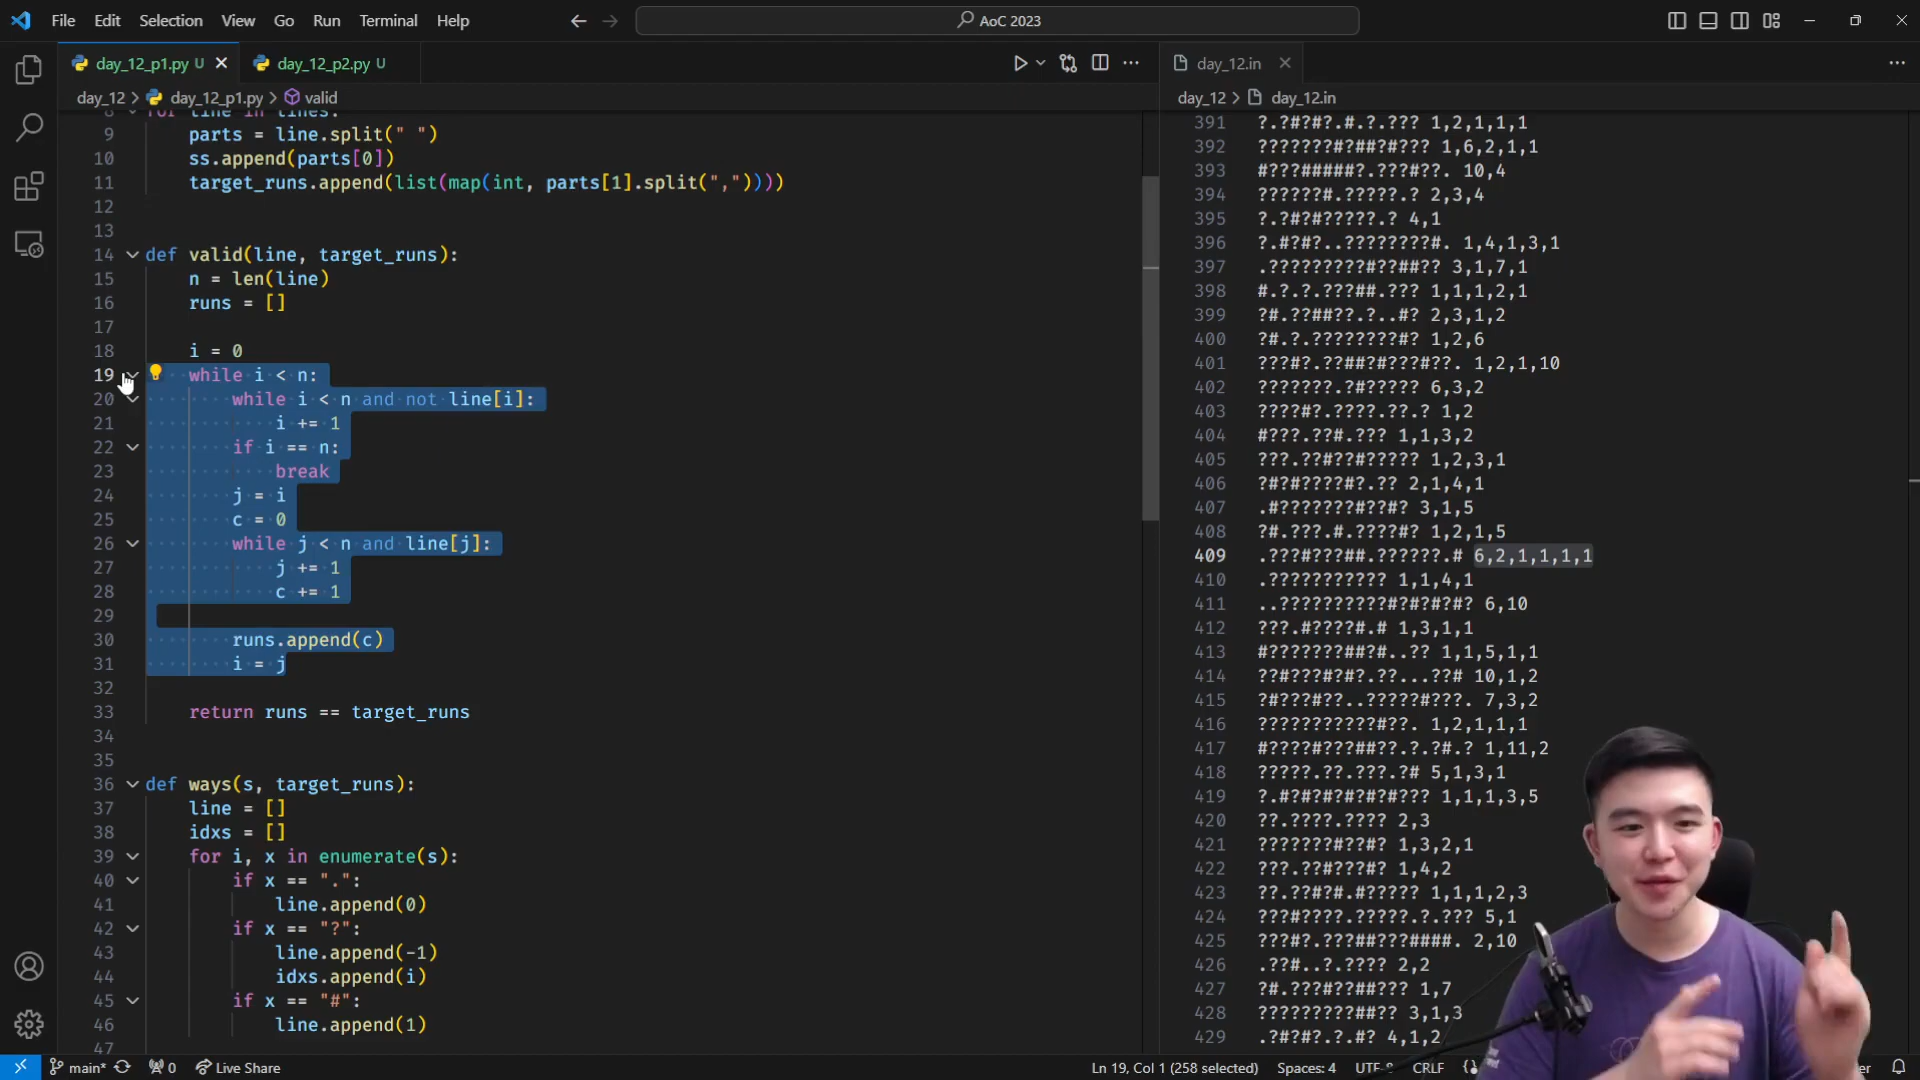 File Edit Selection View Go Run Terminal Help
AoC 2023
day_12_p1.py U
day_12_p2.py U
day_12 > day_12_p1.py > valid
for line in lines:
9 parts = line.split(" ")
10 ss.append(parts[0])
11 target_runs.append(list(map(int, parts[1].split(","))))
12
13
14 def valid(line, target_runs):
15 n = len(line)
16 runs = []
17
18 i = 0
19 while i < n:
20 while i < n and not line[i]:
21 i += 1
22 if i == n:
23 break
24 j = i
25 c = 0
26 while j < n and line[j]:
27 j += 1
28 c += 1
29
30 runs.append(c)
31 i = j
32
33 return runs == target_runs
34
35
36 def ways(s, target_runs):
37 line = []
38 idxs = []
39 for i, x in enumerate(s):
40 if x == ".":
41 line.append(0)
42 if x == "?":
43 line.append(-1)
44 idxs.append(i)
45 if x == "#":
46 line.append(1)
47
day_12.in
day_12 > day_12.in
391 ?.?#?#?.#.?.??? 1,2,1,1,1
392 ???????#?##?#??? 1,6,2,1,1
393 #???#####?.???#??. 10,4
394 ??????#.?????.? 2,3,4
395 ?.?#?#?????.? 4,1
396 ?.#?#?..????????#. 1,4,1,3,1
397 .?????????#??##?? 3,1,7,1
398 #.?.?.???##.??? 1,1,1,2,1
399 ?#.??##??.?..#? 2,3,1,2
400 ?#.?.????????#? 1,2,6
401 ???#?.??##?#???#??. 1,2,1,10
402 ???????.?#????? 6,3,2
403 ????#?.????.??.? 1,2
404 #???.??#.??? 1,1,3,2
405 ???.??#??#????? 1,2,3,1
406 ?#?#????#?.?? 2,1,4,1
407 .#???????#??#? 3,1,5
408 ?#.???.#.????#? 1,2,1,5
409 .???#???##.??????.# 6,2,1,1,1,1
410 .??????????? 1,1,4,1
411 ..??????????#?#?#?#? 6,10
412 ???.#????#.# 1,3,1,1
413 #???????##?#..?? 1,1,5,1,1
414 ??#???#?#?.??...??# 10,1,2
415 ?#???#??..?????#???. 7,3,2
416 ???????????#??. 1,2,1,1,1
417 #????#???##??.?.?#.? 1,11,2
418 ?????.??.???.?# 5,1,3,1
419 ?.#?#?#?#?#?#??? 1,1,1,3,5
420 ??.????.???? 2,3
421 ???????#??#? 1,3,2,1
422 ???.??#???#? 1,4,2
423 ??.??#?#.#????? 1,1,1,2,3
424 ???#????.?????.?.??? 5,1
425 ???#?.???##???####. 2,10
426 .??#..?.???? 2,2
427 ?#.???#??##??? 1,7
428 ?????????##?? 3,1,3
429 .?#?#?.?.#? 4,1,2
main* 0 Live Share
Ln 19, Col 1 (258 selected) Spaces: 4 UTF-8 CRLF